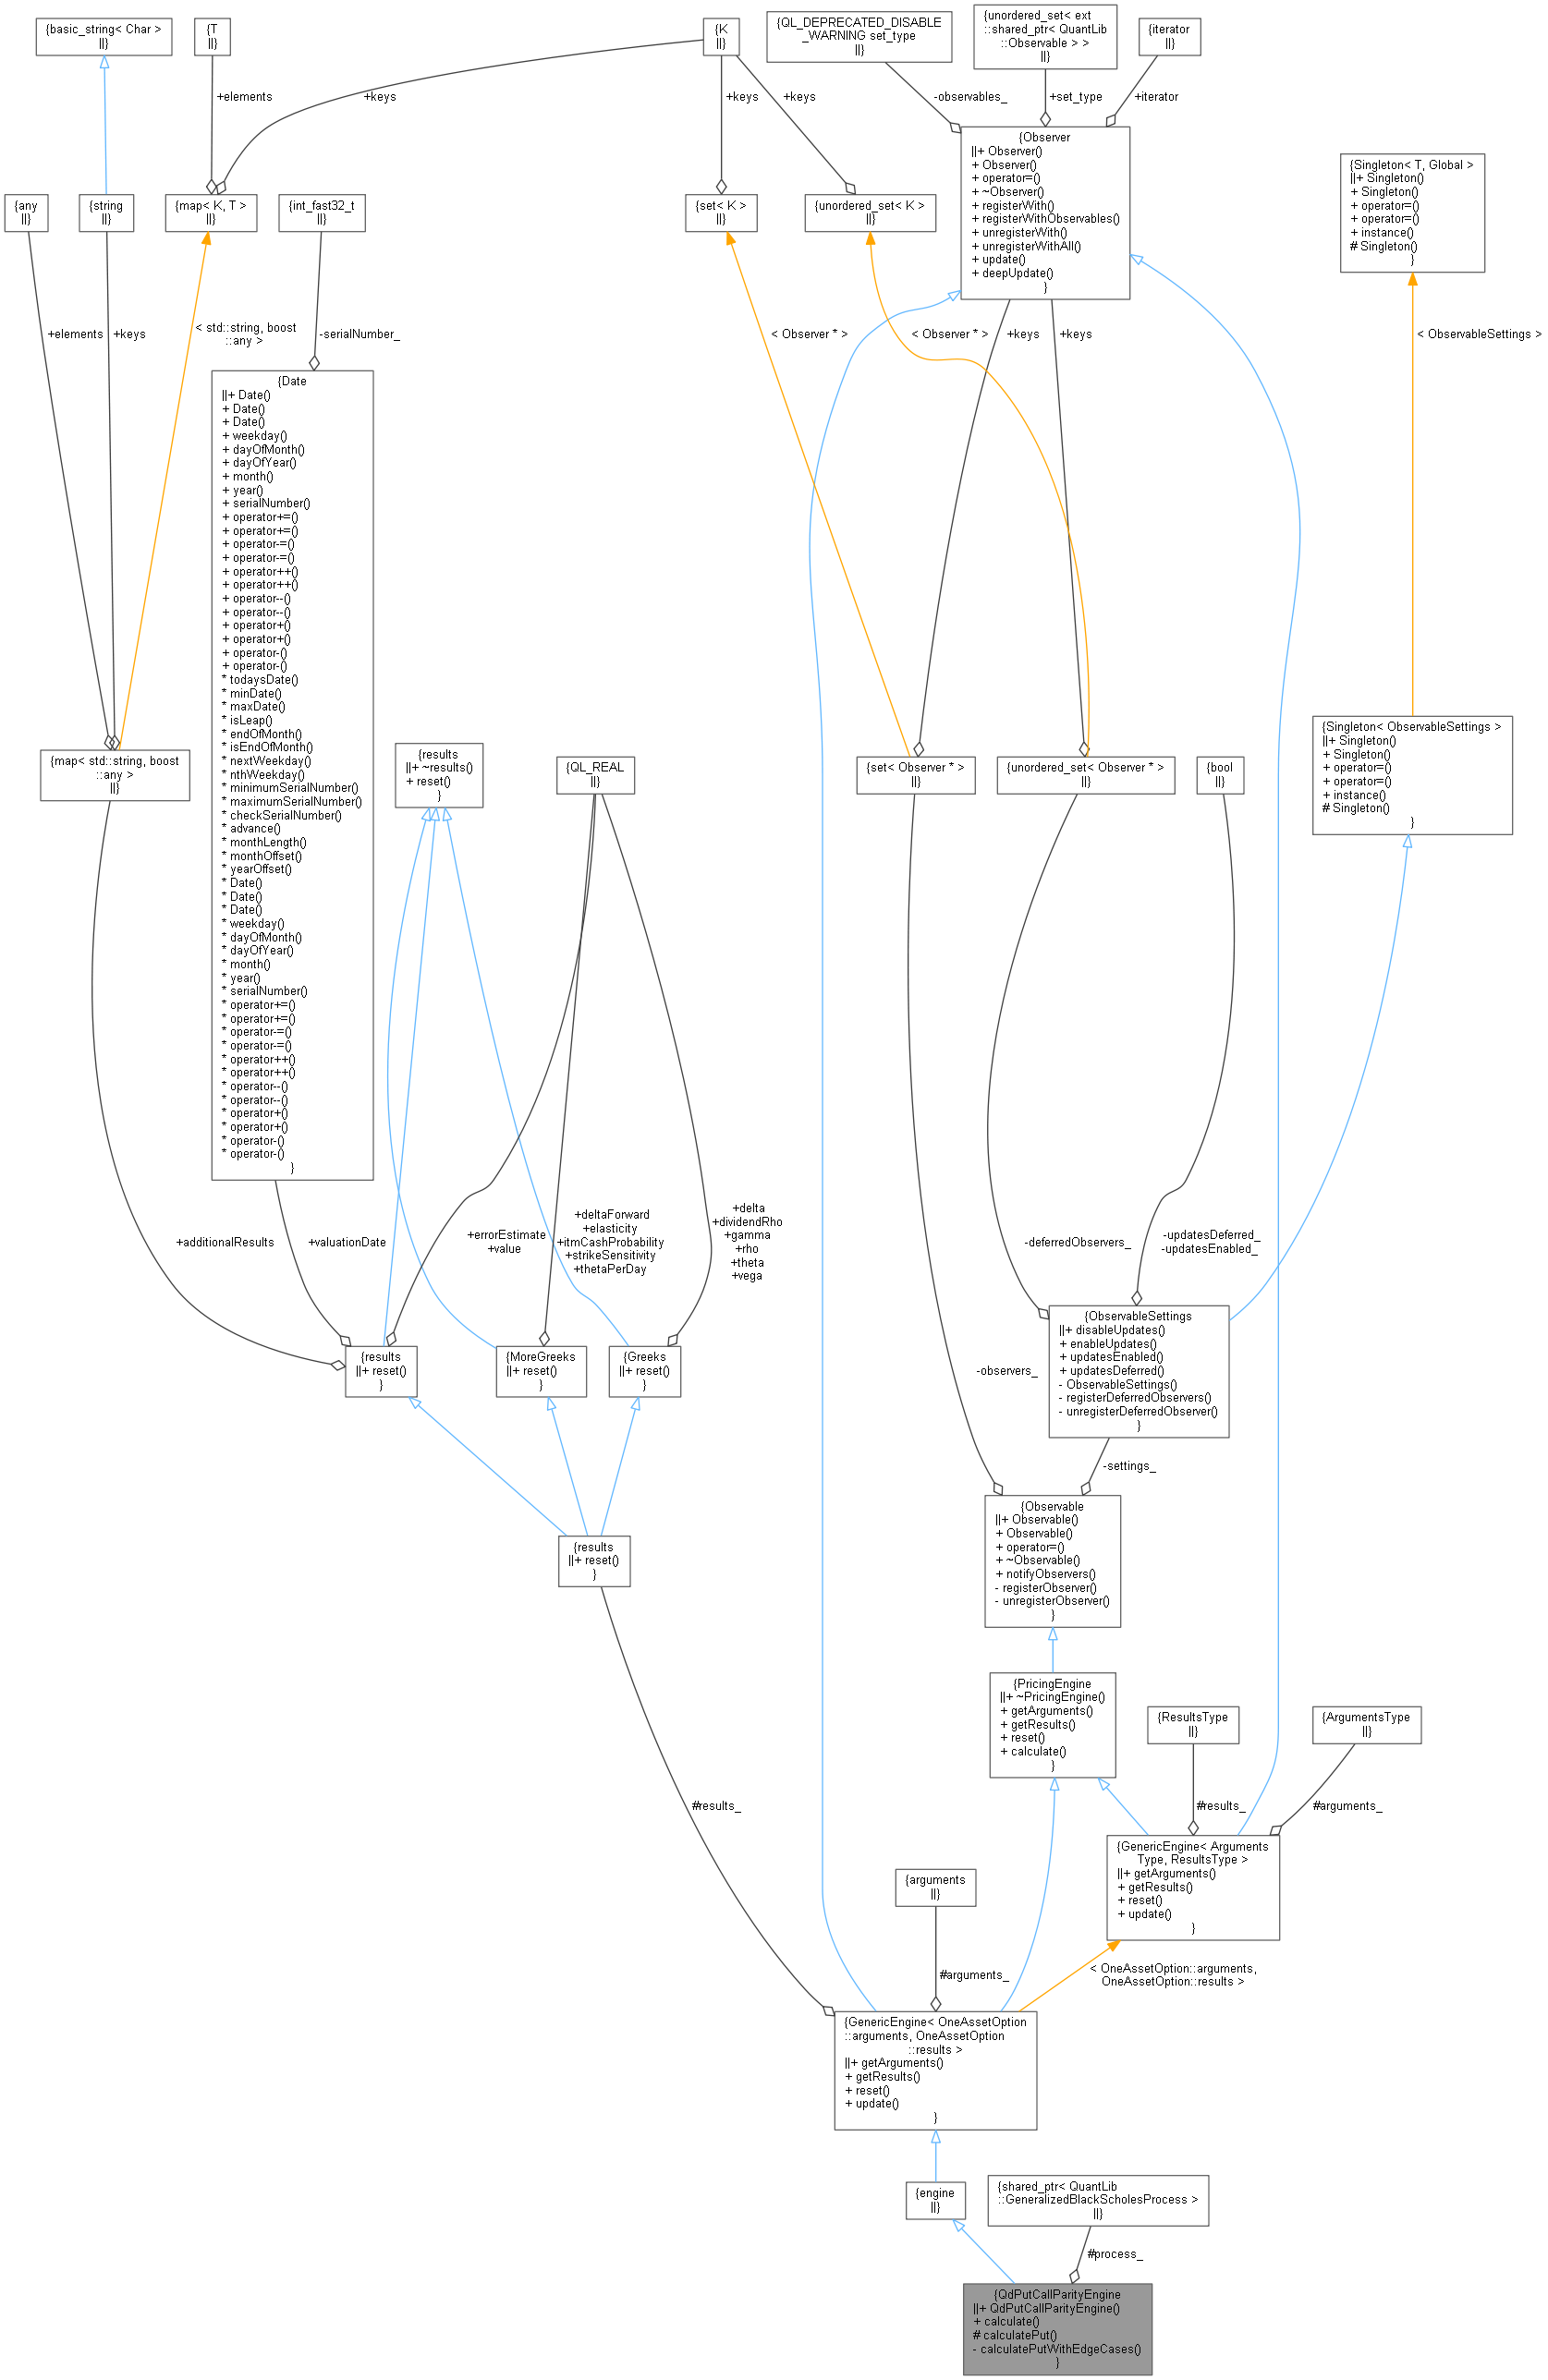 {basic_string< Char >
||}
{T
||}
{K
||}
{QL_DEPRECATED_DISABLE
_WARNING set_type
||}
{unordered_set< ext
::shared_ptr< QuantLib
::Observable > >
||}
{iterator
||}
+elements
+keys
+keys
+keys
-observables_
+set_type
+iterator
{any
||}
{string
||}
{map< K, T >
||}
{int_fast32_t
||}
{set< K >
||}
{unordered_set< K >
||}
{Observer
||+ Observer()
+ Observer()
+ operator=()
+ ~Observer()
+ registerWith()
+ registerWithObservables()
+ unregisterWith()
+ unregisterWithAll()
+ update()
+ deepUpdate()
}
{Singleton< T, Global >
||+ Singleton()
+ Singleton()
+ operator=()
+ operator=()
+ instance()
# Singleton()
}
+elements
+keys
< std::string, boost
::any >
-serialNumber_
< Observer * >
< Observer * >
+keys
+keys
< ObservableSettings >
{Date
||+ Date()
+ Date()
+ Date()
+ weekday()
+ dayOfMonth()
+ dayOfYear()
+ month()
+ year()
+ serialNumber()
+ operator+=()
+ operator+=()
+ operator-=()
+ operator-=()
+ operator++()
+ operator++()
+ operator--()
+ operator--()
+ operator+()
+ operator+()
+ operator-()
+ operator-()
* todaysDate()
* minDate()
* maxDate()
* isLeap()
* endOfMonth()
* isEndOfMonth()
* nextWeekday()
* nthWeekday()
* minimumSerialNumber()
* maximumSerialNumber()
* checkSerialNumber()
* advance()
* monthLength()
* monthOffset()
* yearOffset()
* Date()
* Date()
* Date()
* weekday()
* dayOfMonth()
* dayOfYear()
* month()
* year()
* serialNumber()
* operator+=()
* operator+=()
* operator-=()
* operator-=()
* operator++()
* operator++()
* operator--()
* operator--()
* operator+()
* operator+()
* operator-()
* operator-()
}
{map< std::string, boost
::any >
||}
{results
||+ ~results()
+ reset()
}
{QL_REAL
||}
{set< Observer * >
||}
{unordered_set< Observer * >
||}
{bool
||}
{Singleton< ObservableSettings >
||+ Singleton()
+ Singleton()
+ operator=()
+ operator=()
+ instance()
# Singleton()
}
+additionalResults
+valuationDate
+errorEstimate
+value
+deltaForward
+elasticity
+itmCashProbability
+strikeSensitivity
+thetaPerDay
+delta
+dividendRho
+gamma
+rho
+theta
+vega
-deferredObservers_
-updatesDeferred_
-updatesEnabled_
{results
||+ reset()
}
{MoreGreeks
||+ reset()
}
{Greeks
||+ reset()
}
-observers_
{ObservableSettings
||+ disableUpdates()
+ enableUpdates()
+ updatesEnabled()
+ updatesDeferred()
- ObservableSettings()
- registerDeferredObservers()
- unregisterDeferredObserver()
}
-settings_
{results
||+ reset()
}
{Observable
||+ Observable()
+ Observable()
+ operator=()
+ ~Observable()
+ notifyObservers()
- registerObserver()
- unregisterObserver()
}
{PricingEngine
||+ ~PricingEngine()
+ getArguments()
+ getResults()
+ reset()
+ calculate()
}
{ResultsType
||}
{ArgumentsType
||}
#results_
#results_
#arguments_
{GenericEngine< Arguments
Type, ResultsType >
||+ getArguments()
+ getResults()
+ reset()
+ update()
}
{arguments
||}
#arguments_
< OneAssetOption::arguments,
OneAssetOption::results >
{GenericEngine< OneAssetOption
::arguments, OneAssetOption
::results >
||+ getArguments()
+ getResults()
+ reset()
+ update()
}
{engine
||}
{shared_ptr< QuantLib
::GeneralizedBlackScholesProcess >
||}
#process_
{QdPutCallParityEngine
||+ QdPutCallParityEngine()
+ calculate()
# calculatePut()
- calculatePutWithEdgeCases()
}